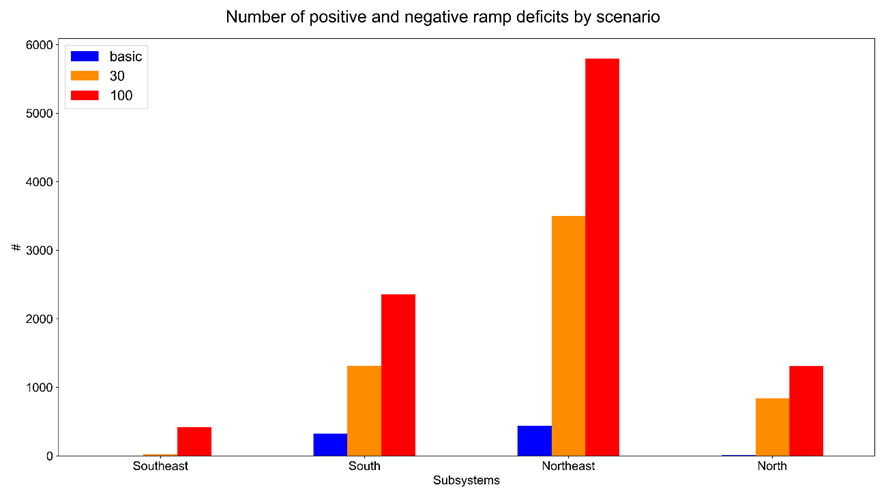 Number of positive and negative ramp deficits by scenario
basic
30
100
6000
5000
4000
3000
2000
1000
0
#
Southeast South Northeast North
Subsystems